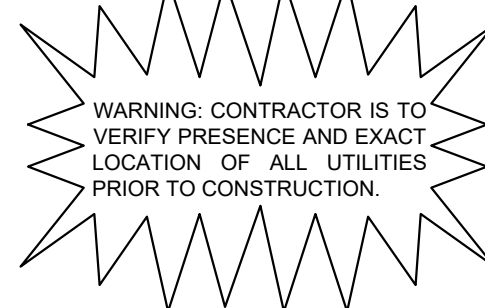 WARNING: CONTRACTOR IS TO
VERIFY PRESENCE AND EXACT
LOCATION OF ALL UTILITIES
PRIOR TO CONSTRUCTION.